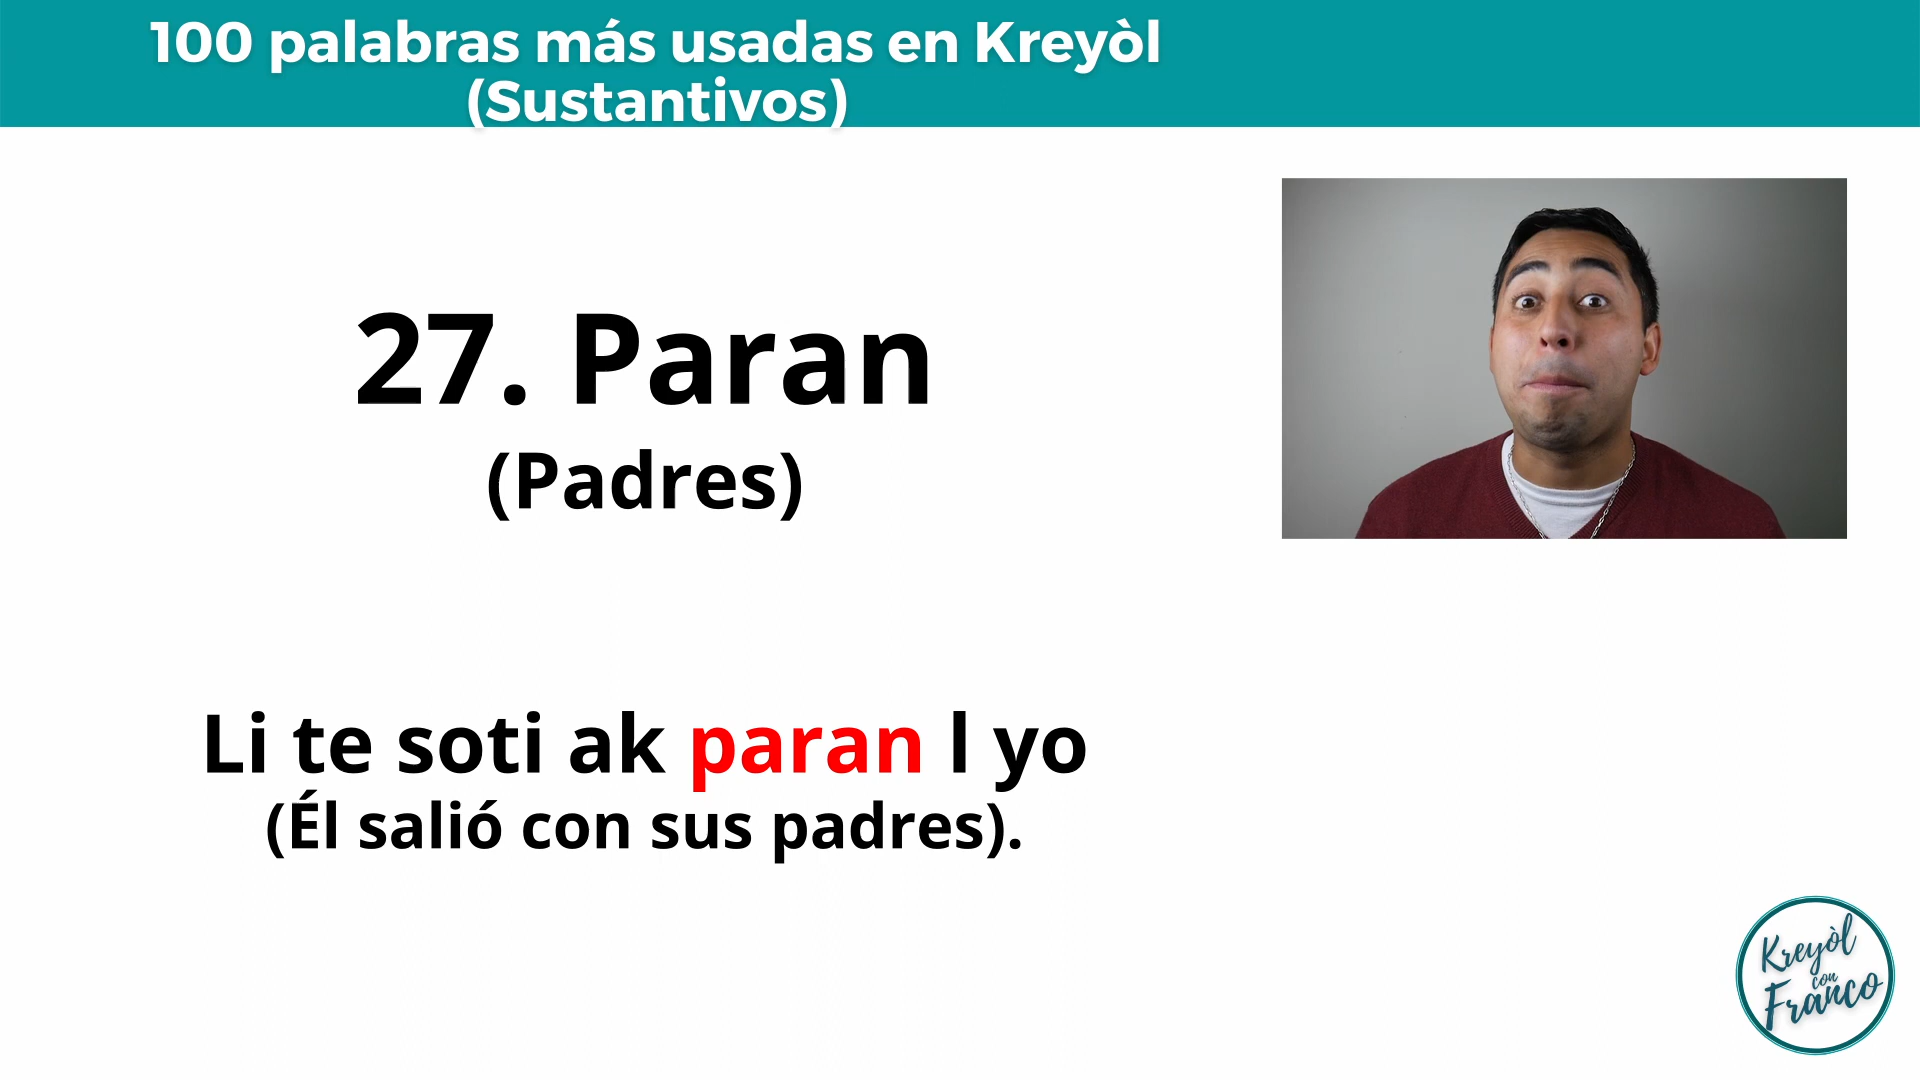 100 palabras más usadas en Kreyòl
(Sustantivos)
27. Paran
(Padres)
Li te soti ak paran l yo
(Él salió con sus padres).
Kreyòl
con
Franco